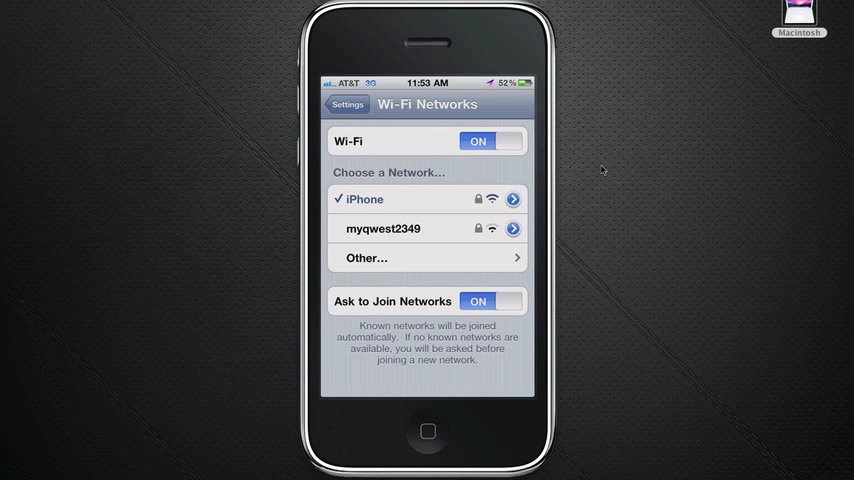 Macintosh
AT&T 3G 11:53 AM 52%
Settings Wi-Fi Networks
Wi-Fi ON
Choose a Network...
iPhone
myqwest2349
Other...
Ask to Join Networks ON
Known networks will be joined
automatically. If no known networks are
available, you will be asked before
joining a new network.